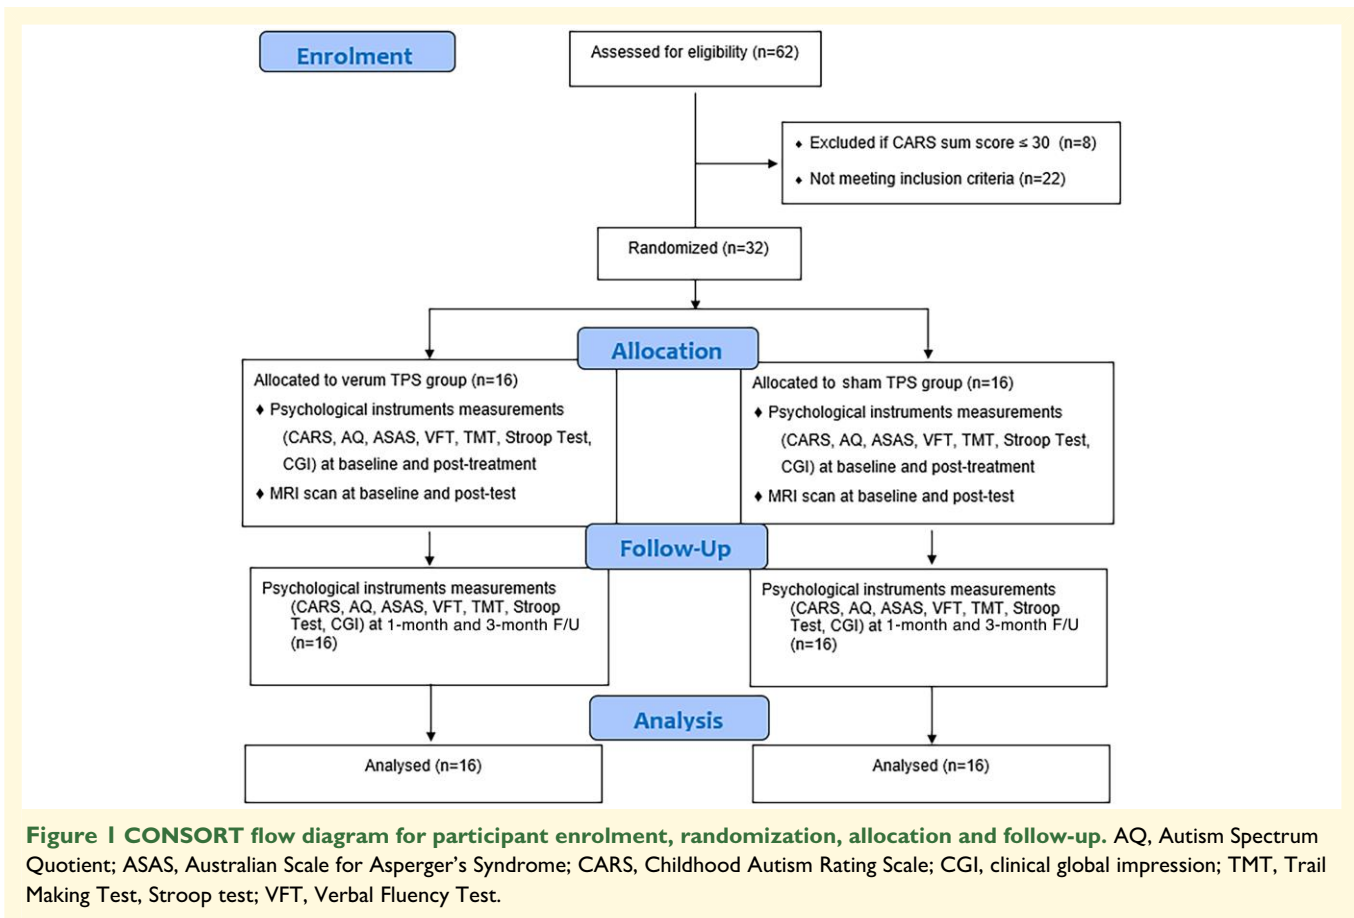 Enrolment
Assessed for eligibility (n=62)
♦ Excluded if CARS sum score ≤ 30 (n=8)
♦ Not meeting inclusion criteria (n=22)
Randomized (n=32)
Allocation
Allocated to verum TPS group (n=16)
♦ Psychological instruments measurements
(CARS, AQ, ASAS, VFT, TMT, Stroop Test,
CGI) at baseline and post-treatment
♦ MRI scan at baseline and post-test
Allocated to sham TPS group (n=16)
♦ Psychological instruments measurements
(CARS, AQ, ASAS, VFT, TMT, Stroop Test,
CGI) at baseline and post-treatment
♦ MRI scan at baseline and post-test
Follow-Up
Psychological instruments measurements
(CARS, AQ, ASAS, VFT, TMT, Stroop
Test, CGI) at 1-month and 3-month F/U
(n=16)
Psychological instruments measurements
(CARS, AQ, ASAS, VFT, TMT, Stroop
Test, CGI) at 1-month and 3-month F/U
(n=16)
Analysis
Analysed (n=16)
Analysed (n=16)
Figure 1 CONSORT flow diagram for participant enrolment, randomization, allocation and follow-up. AQ, Autism Spectrum
Quotient; ASAS, Australian Scale for Asperger's Syndrome; CARS, Childhood Autism Rating Scale; CGI, clinical global impression; TMT, Trail
Making Test, Stroop test; VFT, Verbal Fluency Test.